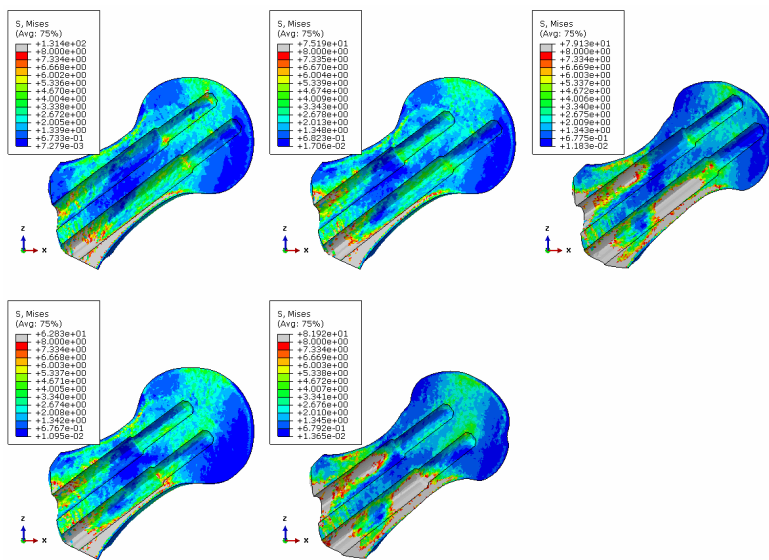 S, Mises
(Avg: 75%)
+1.314e+02
+8.000e+00
+7.334e+00
+6.668e+00
+6.002e+00
+5.336e+00
+4.670e+00
+4.004e+00
+3.338e+00
+2.672e+00
+2.005e+00
+1.339e+00
+6.733e-01
+7.279e-03
z
x
S, Mises
(Avg: 75%)
+7.519e+01
+8.000e+00
+7.335e+00
+6.670e+00
+6.004e+00
+5.339e+00
+4.674e+00
+4.009e+00
+3.343e+00
+2.678e+00
+2.013e+00
+1.348e+00
+6.823e-01
+1.706e-02
z
x
S, Mises
(Avg: 75%)
+7.913e+01
+8.000e+00
+7.334e+00
+6.669e+00
+6.003e+00
+5.337e+00
+4.672e+00
+4.006e+00
+3.340e+00
+2.675e+00
+2.009e+00
+1.343e+00
+6.775e-01
+1.183e-02
z
x
S, Mises
(Avg: 75%)
+6.283e+01
+8.000e+00
+7.334e+00
+6.668e+00
+6.003e+00
+5.337e+00
+4.671e+00
+4.005e+00
+3.340e+00
+2.674e+00
+2.008e+00
+1.342e+00
+6.767e-01
+1.095e-02
z
x
S, Mises
(Avg: 75%)
+8.192e+01
+8.000e+00
+7.334e+00
+6.669e+00
+6.003e+00
+5.338e+00
+4.672e+00
+4.007e+00
+3.341e+00
+2.676e+00
+2.010e+00
+1.345e+00
+6.792e-01
+1.365e-02
z
x